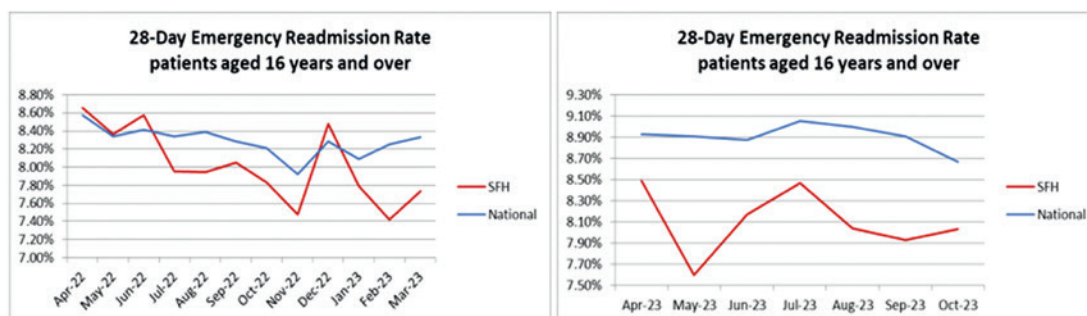 28-Day Emergency Readmission Rate
patients aged 16 years and over
8.80%
8.60%
8.40%
8.20%
8.00%
7.80%
7.60%
7.40%
7.20%
7.00%
Apr-22
May-22
Jun-22
Jul-22
Aug-22
Sep-22
Oct-22
Nov-22
Dec-22
Jan-23
Feb-23
Mar-23
SFH
National
28-Day Emergency Readmission Rate
patients aged 16 years and over
9.30%
9.10%
8.90%
8.70%
8.50%
8.30%
8.10%
7.90%
7.70%
7.50%
Apr-23 May-23 Jun-23 Jul-23 Aug-23 Sep-23 Oct-23
SFH
National